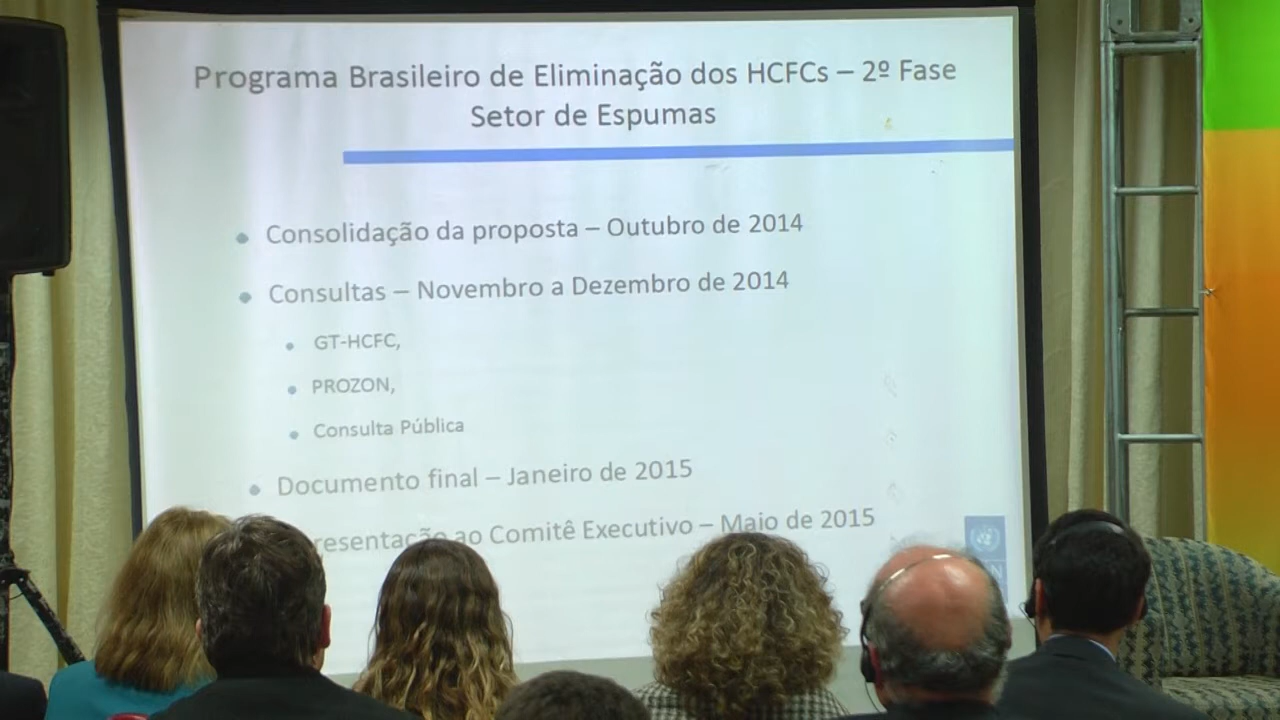 Programa Brasileiro de Eliminação dos HCFCs – 2º Fase
Setor de Espumas
Consolidação da proposta – Outubro de 2014
Consultas – Novembro a Dezembro de 2014
GT-HCFC,
PROZON,
Consulta Pública
Documento final – Janeiro de 2015
ao Comitê Executivo – Maio de 2015